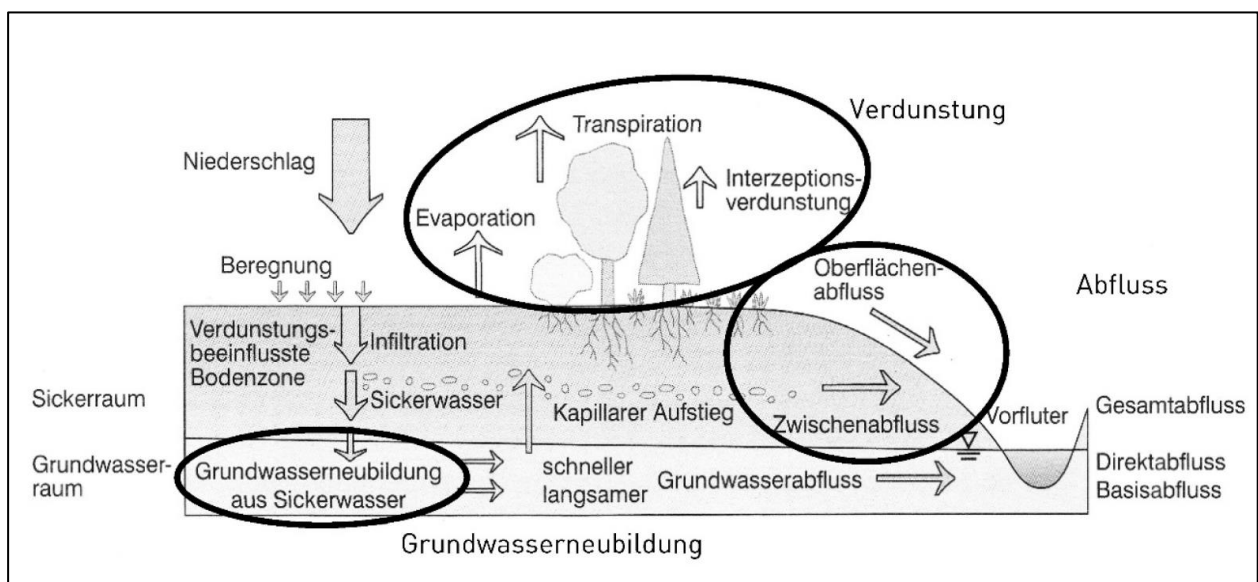 Verdunstung
Transpiration
Niederschlag
Interzeptions-
verdunstung
Evaporation
Beregnung
Oberflächen-
abfluss
Abfluss
Verdunstungs-
beeinflusste
Bodenzone
Infiltration
Sickerraum
Sickerwasser
Kapillarer Aufstieg
Zwischenabfluss
Vorfluter
Gesamtabfluss
Grundwasser-
raum
Grundwasserneubildung
aus Sickerwasser
schneller
langsamer
Grundwasserabfluss
Direktabfluss
Basisabfluss
Grundwasserneubildung